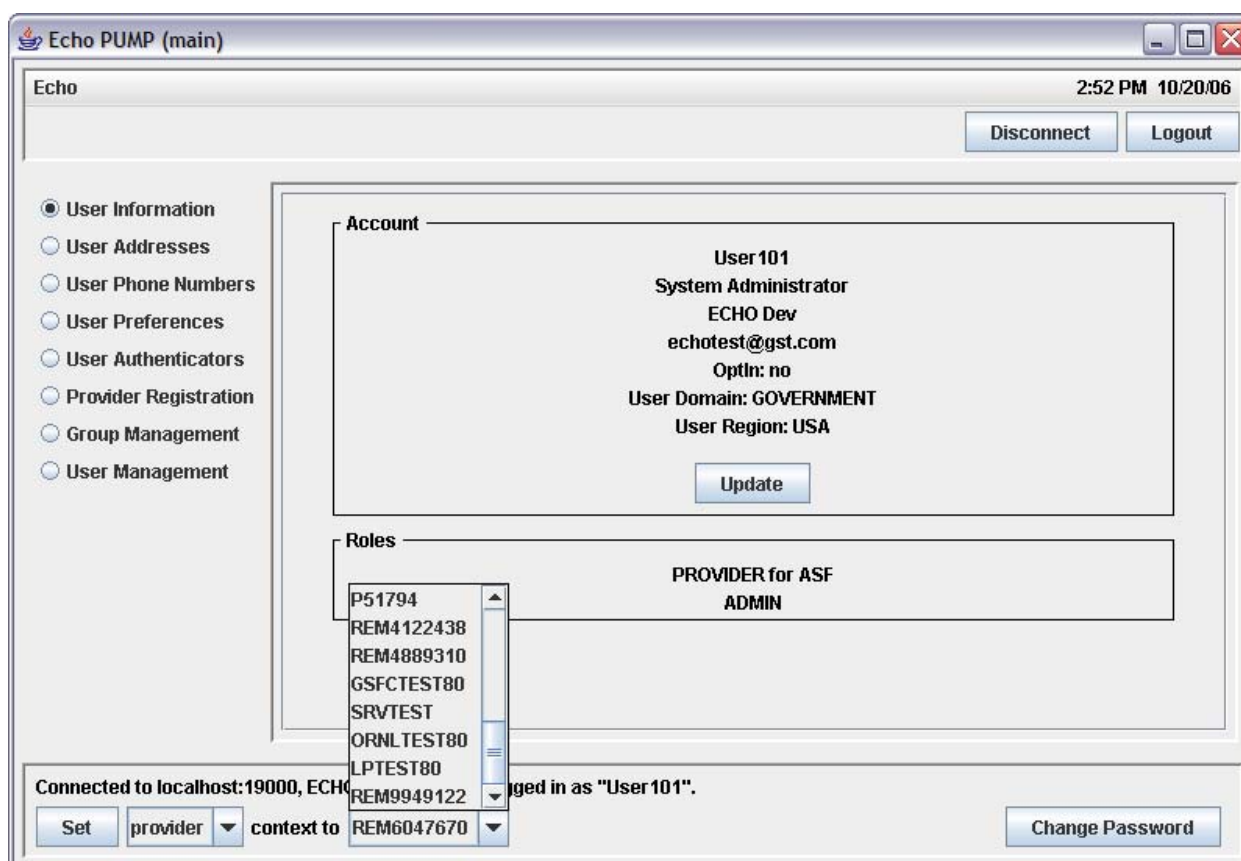 Echo PUMP (main)
Echo
2:52 PM 10/20/06
Disconnect
Logout
User Information
User Addresses
User Phone Numbers
User Preferences
User Authenticators
Provider Registration
Group Management
User Management
Account
User101
System Administrator
ECHO Dev
echotest@gst.com
OptIn: no
User Domain: GOVERNMENT
User Region: USA
Update
Roles
PROVIDER for ASF
ADMIN
P51794
REM4122438
REM4889310
GSFCTEST80
SRVTEST
ORNLTEST80
LPTEST80
REM9949122
Connected to localhost:19000, ECHO gged in as "User101".
Set provider context to REM6047670
Change Password